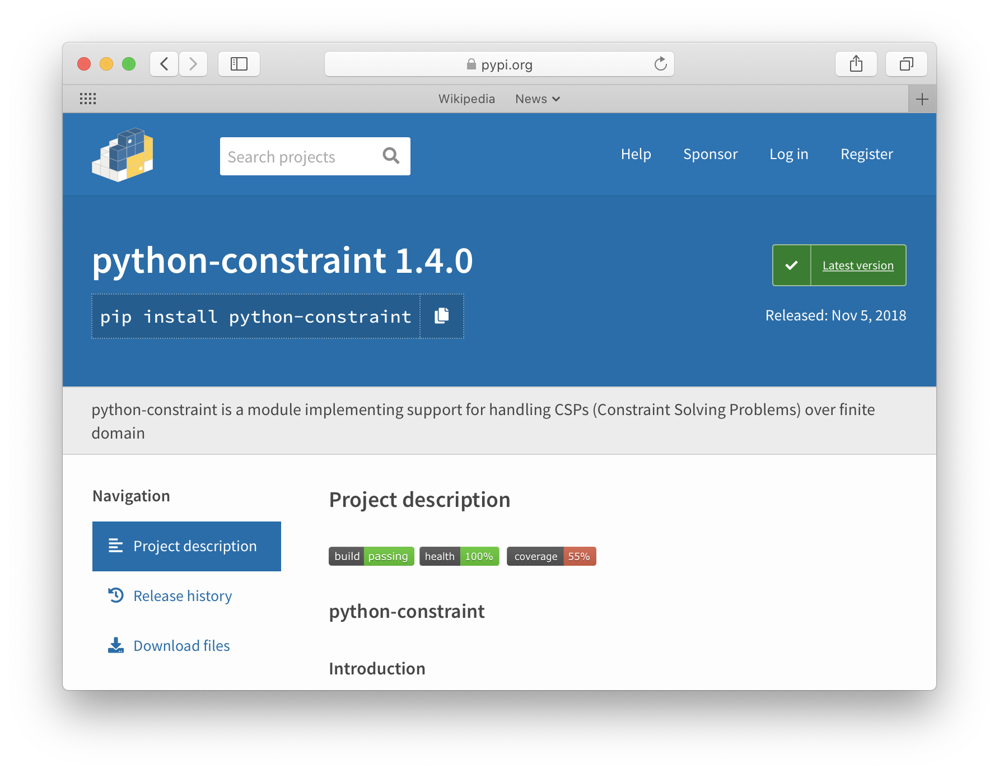 pypi.org
Wikipedia News
Search projects
Help Sponsor Log in Register
python-constraint 1.4.0
Latest version
pip install python-constraint
Released: Nov 5, 2018
python-constraint is a module implementing support for handling CSPs (Constraint Solving Problems) over finite
domain
Navigation
Project description
Release history
Download files
Project description
build passing health 100% coverage 55%
python-constraint
Introduction